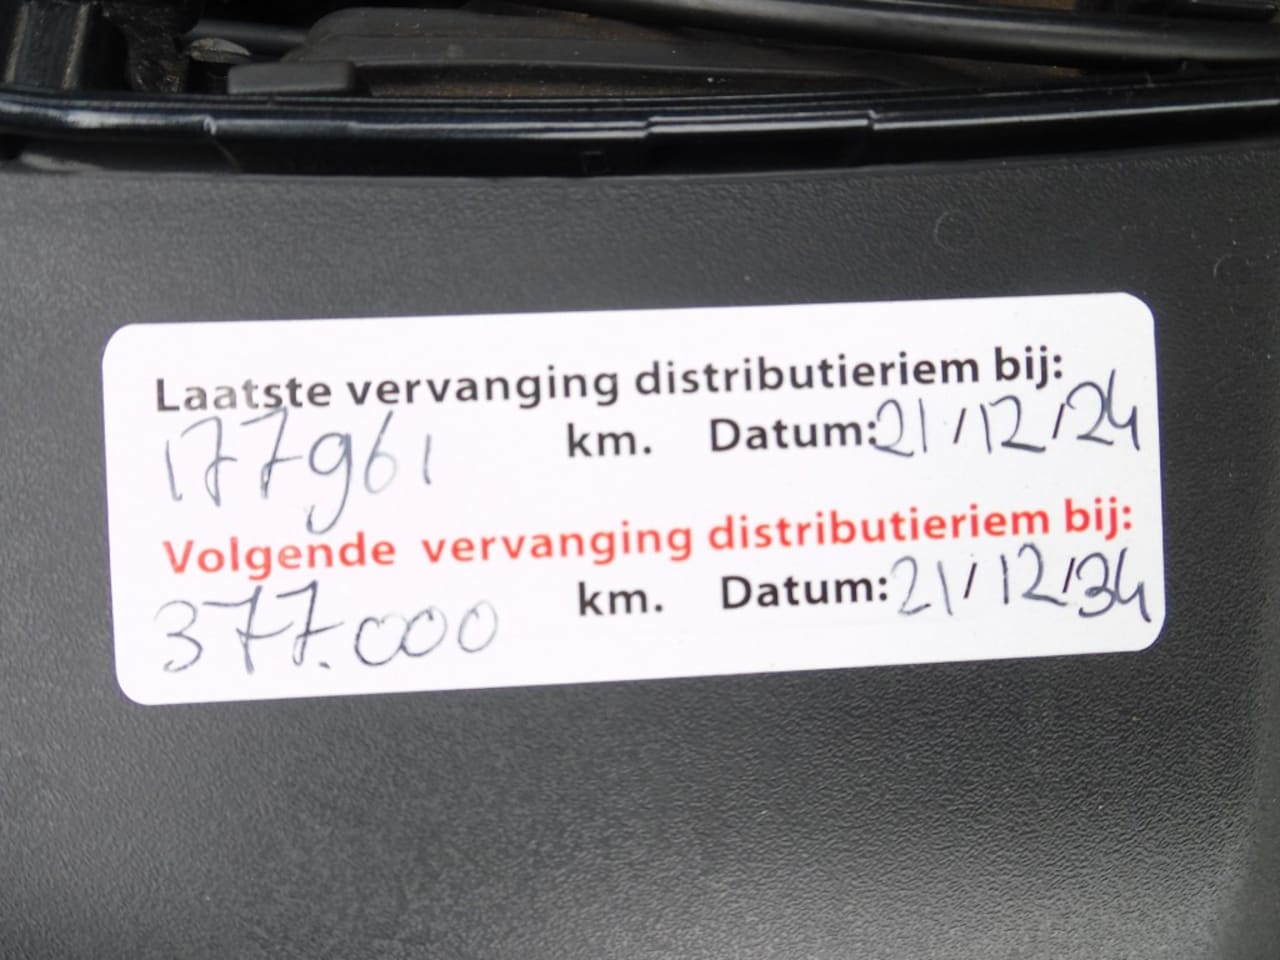 Laatste vervanging distributieriem bij:
177961 km. Datum: 21/12/24
Volgende vervanging distributieriem bij:
377.000 km. Datum: 21/12/34